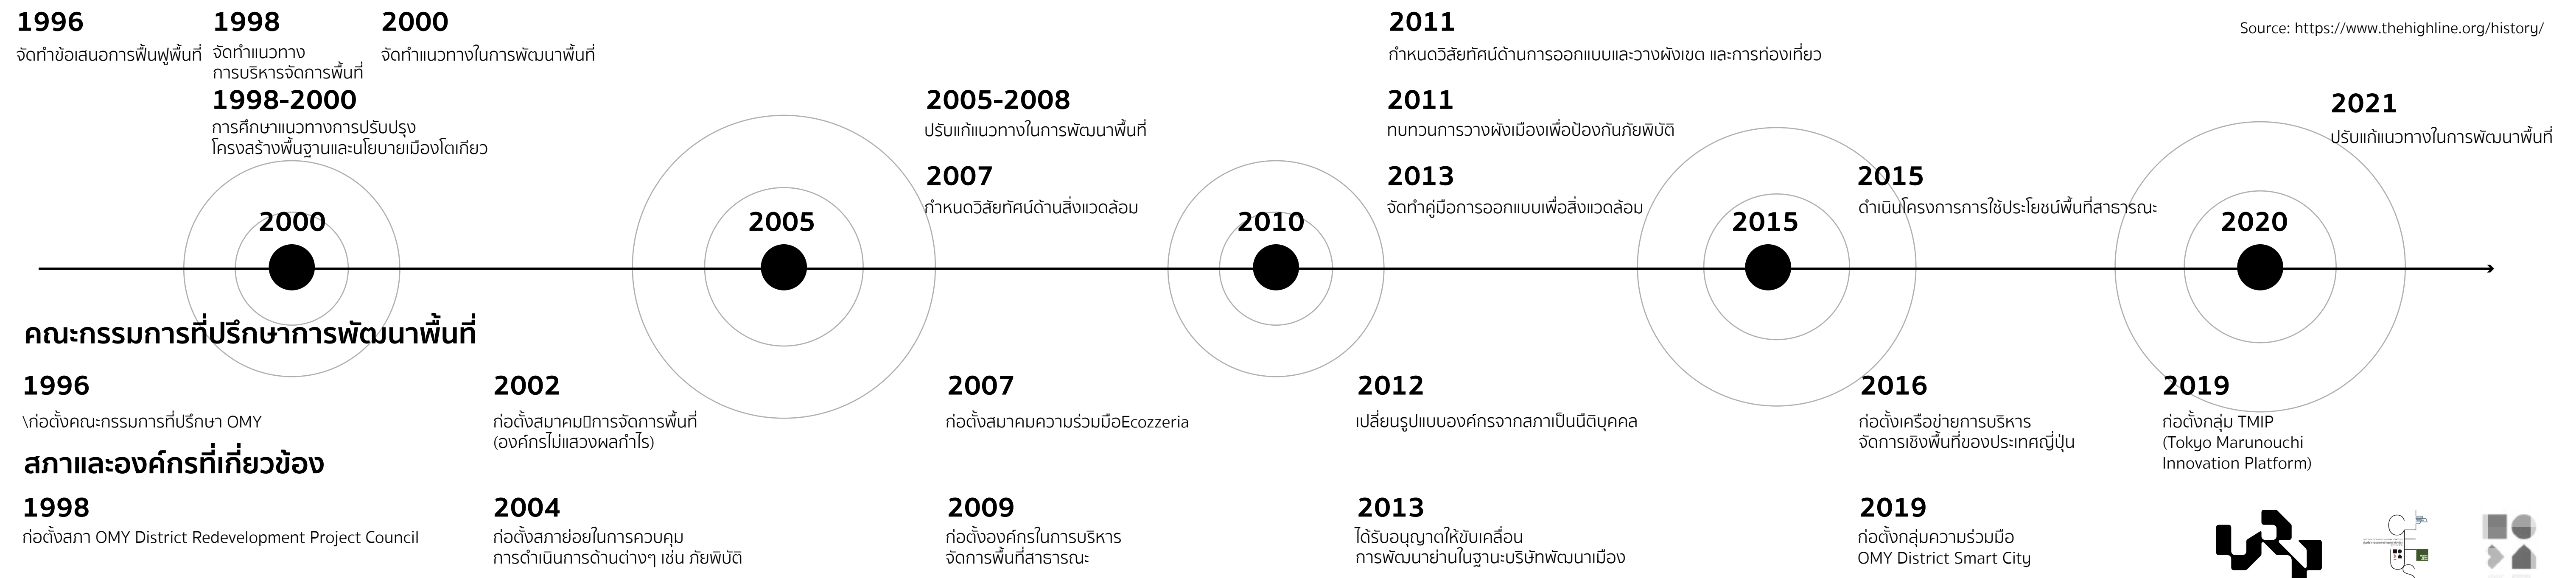 1996
จัดทำข้อเสนอการฟื้นฟูพื้นที่
1998
จัดทำแนวทาง
การบริหารจัดการพื้นที่
2000
จัดทำแนวทางในการพัฒนาพื้นที่
2011
กำหนดวิสัยทัศน์ด้านการออกแบบและวางผังเขต และการท่องเที่ยว
Source: https://www.thehighline.org/history/
1998-2000
การศึกษาแนวทางการปรับปรุง
โครงสร้างพื้นฐานและนโยบายเมืองโตเกียว
2005-2008
ปรับแก้แนวทางในการพัฒนาพื้นที่
2011
ทบทวนการวางผังเมืองเพื่อป้องกันภัยพิบัติ
2021
ปรับแก้แนวทางในการพัฒนาพื้นที่
2007
กำหนดวิสัยทัศน์ด้านสิ่งแวดล้อม
2013
จัดทำคู่มือการออกแบบเพื่อสิ่งแวดล้อม
2015
ดำเนินโครงการการใช้ประโยชน์พื้นที่สาธารณะ
2000
2005
2010
2015
2020
คณะกรรมการที่ปรึกษาการพัฒนาพื้นที่
1996
\ก่อตั้งคณะกรรมการที่ปรึกษา OMY
2002
ก่อตั้งสมาคม▯การจัดการพื้นที่
(องค์กรไม่แสวงผลกำไร)
2007
ก่อตั้งสมาคมความร่วมมือEcozzeria
2012
เปลี่ยนรูปแบบองค์กรจากสภาเป็นนิติบุคคล
2016
ก่อตั้งเครือข่ายการบริหาร
จัดการเชิงพื้นที่ของประเทศญี่ปุ่น
2019
ก่อตั้งกลุ่ม TMIP
(Tokyo Marunouchi
Innovation Platform)
สภาและองค์กรที่เกี่ยวข้อง
1998
ก่อตั้งสภา OMY District Redevelopment Project Council
2004
ก่อตั้งสภาย่อยในการควบคุม
การดำเนินการด้านต่างๆ เช่น ภัยพิบัติ
2009
ก่อตั้งองค์กรในการบริหาร
จัดการพื้นที่สาธารณะ
2013
ได้รับอนุญาตให้ขับเคลื่อน
การพัฒนาย่านในฐานะบริษัทพัฒนาเมือง
2019
ก่อตั้งกลุ่มความร่วมมือ
OMY District Smart City